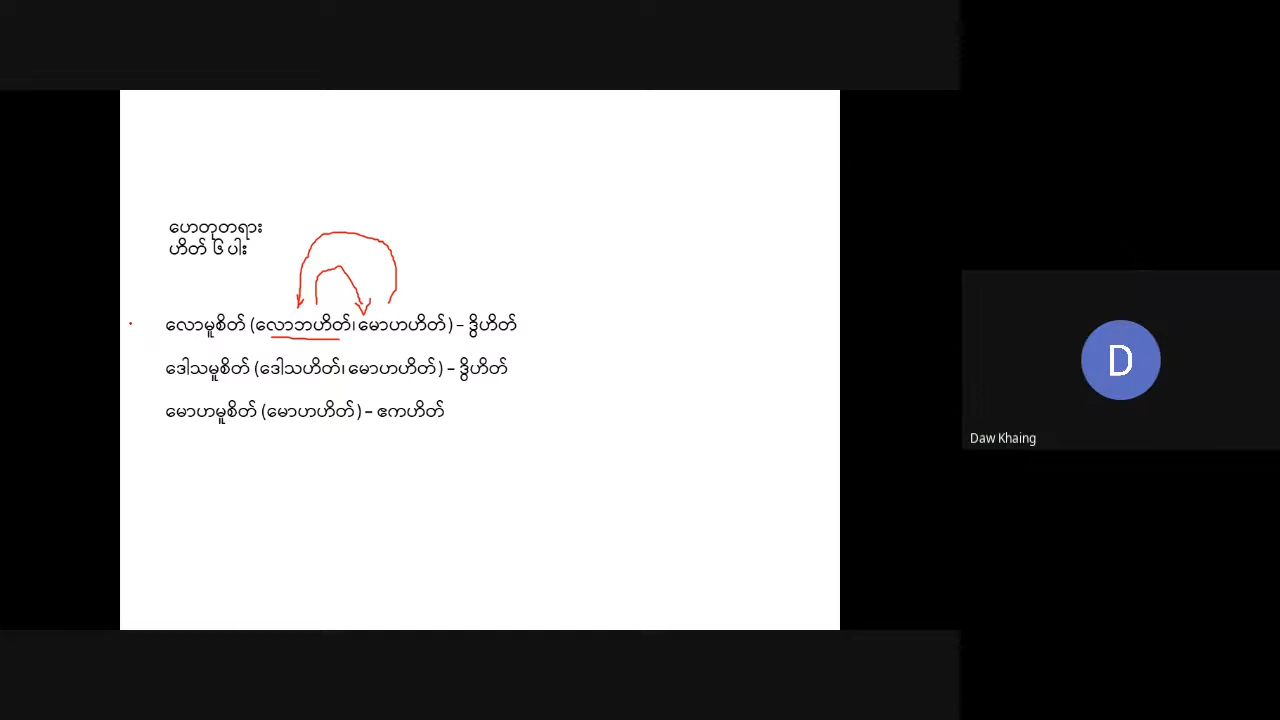 ဟေတုတရား
ဟိတ် ၆ ပါး
လောမူစိတ် (လောဘဟိတ်၊ မောဟဟိတ်) – ဒွိဟိတ်
ဒေါသမူစိတ် (ဒေါသဟိတ်၊ မောဟဟိတ်) – ဒွိဟိတ်
မောဟမူစိတ် (မောဟဟိတ်) – ဧကဟိတ်
D
Daw Khaing